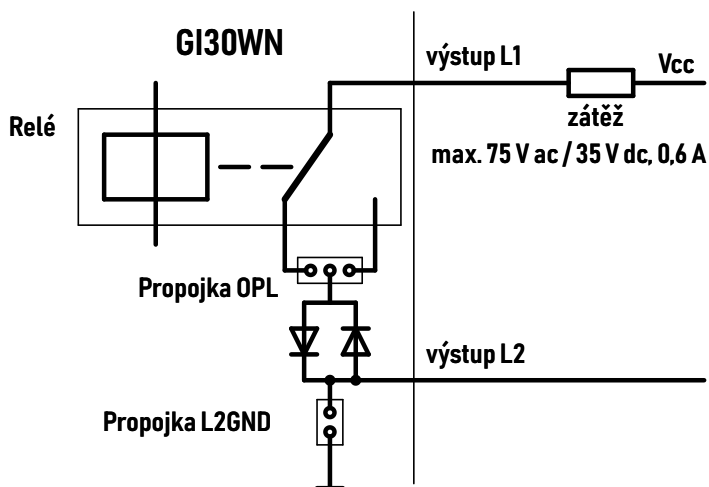 GI30WN
výstup L1
Vcc
Relé
zátěž
max. 75 V ac / 35 V dc, 0,6 A
Propojka OPL
výstup L2
Propojka L2GND